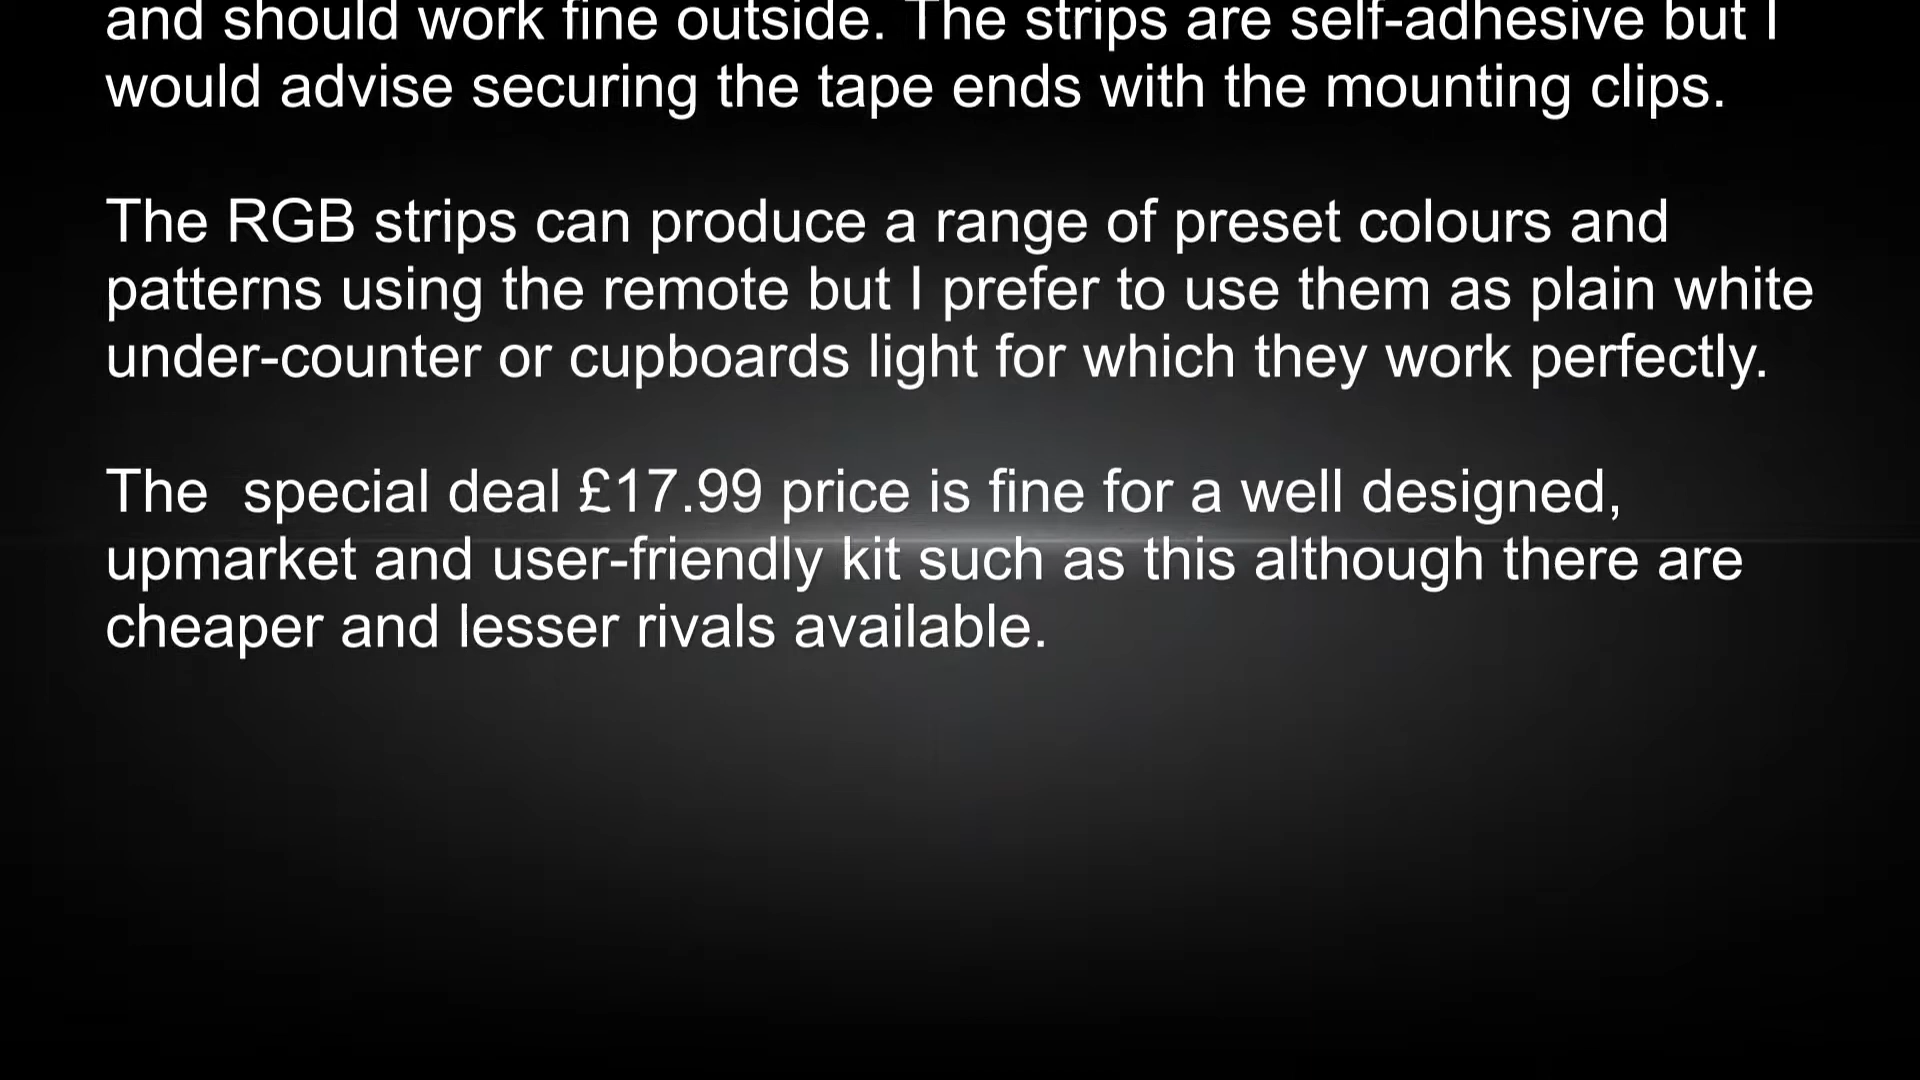 and should work fine outside. The strips are self-adhesive but I
would advise securing the tape ends with the mounting clips.
The RGB strips can produce a range of preset colours and
patterns using the remote but I prefer to use them as plain white
under-counter or cupboards light for which they work perfectly.
The  special deal £17.99 price is fine for a well designed,
upmarket and user-friendly kit such as this although there are
cheaper and lesser rivals available.